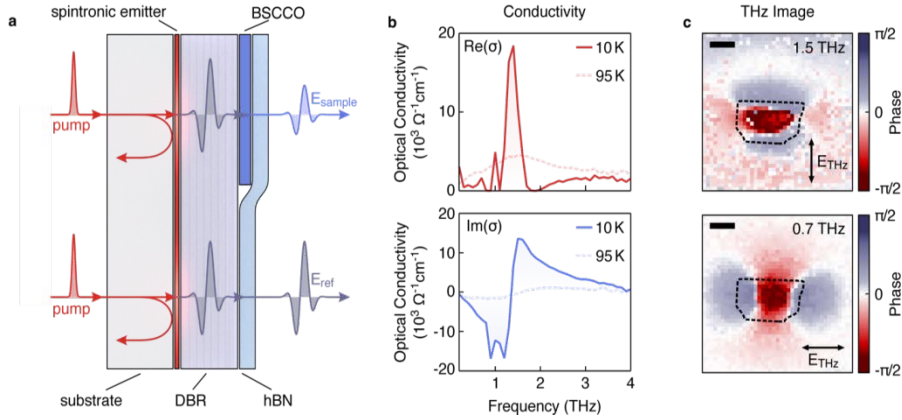 a
spintronic emitter
BSCCO
pump
E_sample
pump
E_ref
substrate
DBR
hBN
b
Conductivity
Optical Conductivity
(10³ Ω⁻¹cm⁻¹)
20
10
0
Re(σ)
10 K
95 K
Optical Conductivity
(10³ Ω⁻¹cm⁻¹)
20
10
0
-10
20
Im(σ)
10 K
95 K
1
2
3
4
Frequency (THz)
c
THz Image
1.5 THz
E_THz
π/2
0
-π/2
Phase
0.7 THz
E_THz
π/2
0
-π/2
Phase